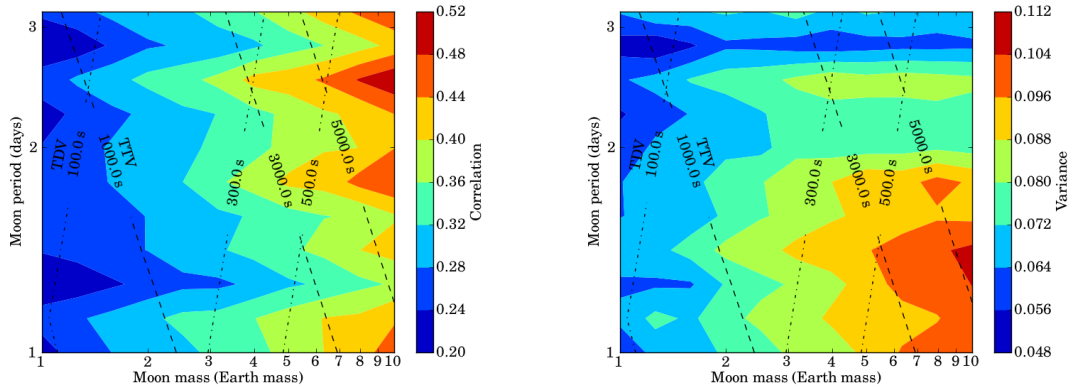 3
2
1
Moon period (days)
TDV
100.0 s
TTV
1000.0 s
300.0 s
3000.0 s
500.0 s
5000.0 s
1 2 3 4 5 6 7 8 9 10
Moon mass (Earth mass)
0.52
0.48
0.44
0.40
0.36
0.32
0.28
0.24
0.20
Correlation
3
2
1
Moon period (days)
TDV
100.0 s
TTV
1000.0 s
300.0 s
3000.0 s
500.0 s
5000.0 s
1 2 3 4 5 6 7 8 9 10
Moon mass (Earth mass)
0.112
0.104
0.096
0.088
0.080
0.072
0.064
0.056
0.048
Variance